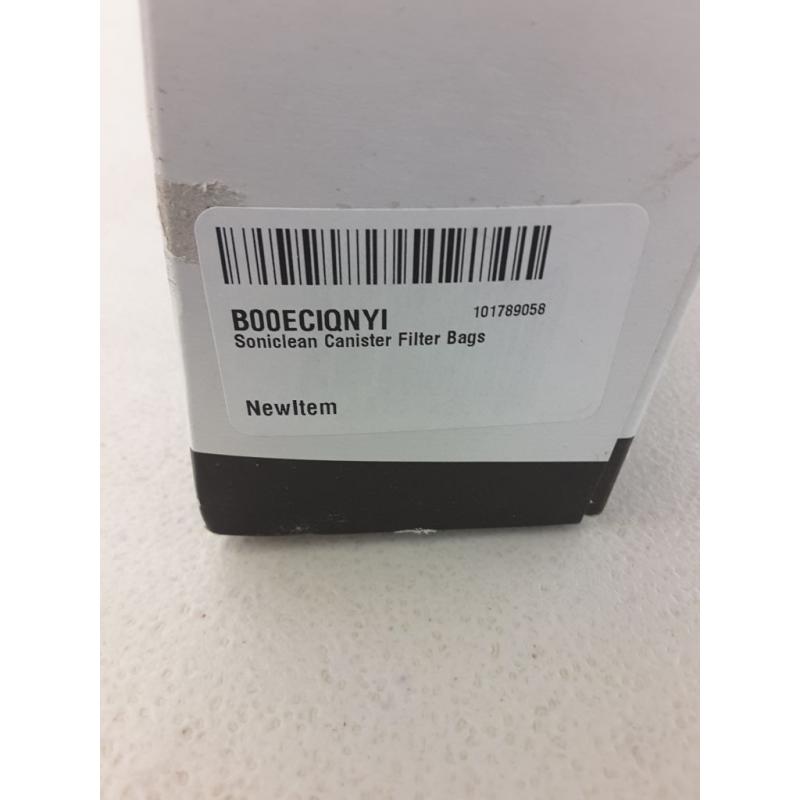 B00ECIQNYI 101789058
Soniclean Canister Filter Bags
NewItem